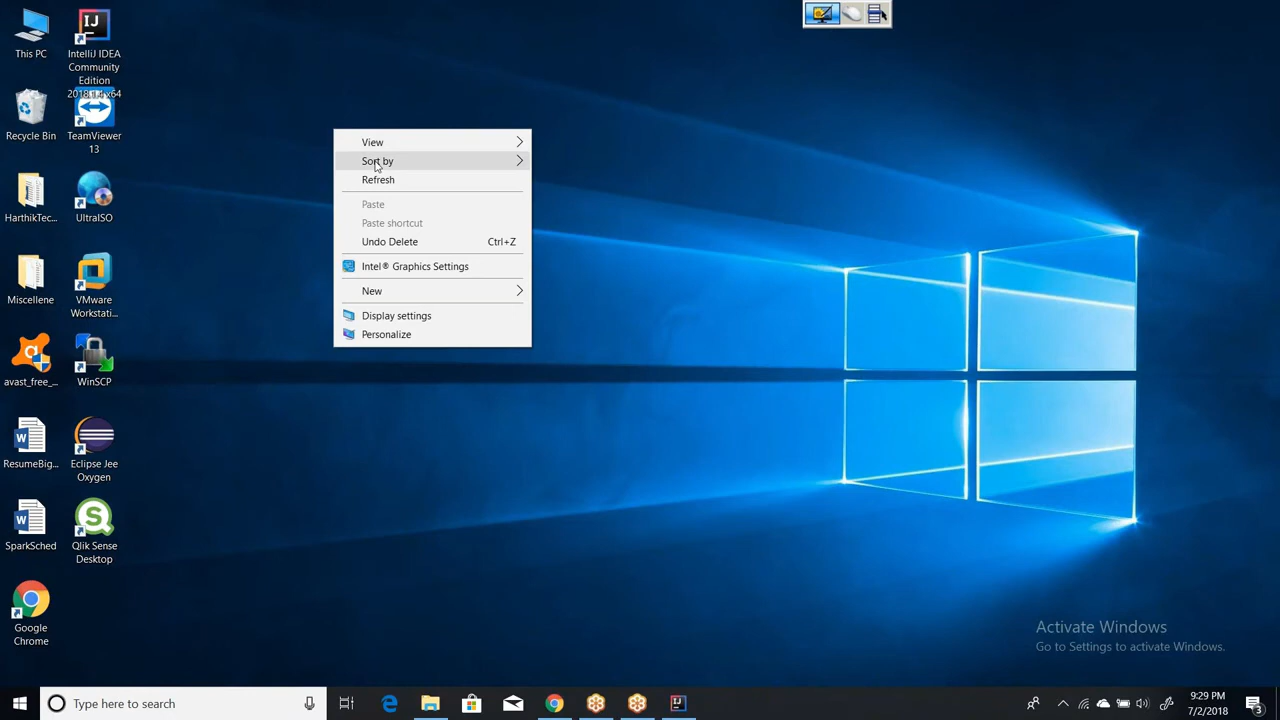 This PC
IntelliJ IDEA
Community
Edition
2018.1.4 x64
Recycle Bin
TeamViewer
13
HarthikTec...
UltraISO
Miscellene
VMware
Workstati...
avast_free_...
WinSCP
ResumeBig...
Eclipse Jee
Oxygen
SparkSched
Qlik Sense
Desktop
Google
Chrome
View
Sort by
Refresh
Paste
Paste shortcut
Undo Delete Ctrl+Z
Intel® Graphics Settings
New
Display settings
Personalize
Activate Windows
Go to Settings to activate Windows.
Type here to search
9:29 PM
7/2/2018
3